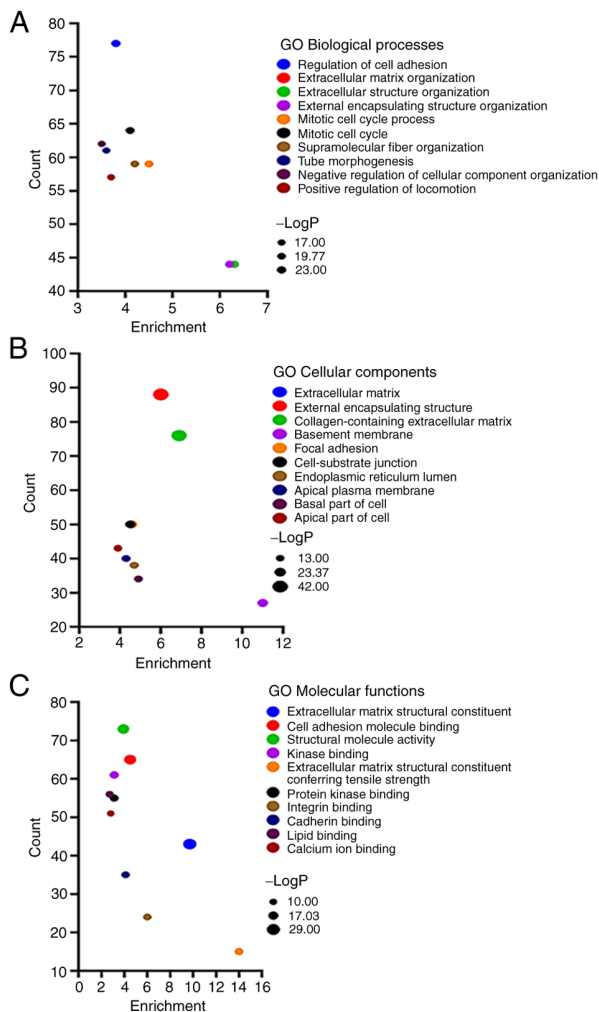 A
80
75
70
65
60
55
50
45
40
Count
3
4
5
6
7
Enrichment
GO Biological processes
Regulation of cell adhesion
Extracellular matrix organization
Extracellular structure organization
External encapsulating structure organization
Mitotic cell cycle process
Mitotic cell cycle
Supramolecular fiber organization
Tube morphogenesis
Negative regulation of cellular component organization
Positive regulation of locomotion
–LogP
17.00
19.77
23.00
B
100
90
80
70
60
50
40
30
20
Count
2
4
6
8
10
12
Enrichment
GO Cellular components
Extracellular matrix
External encapsulating structure
Collagen-containing extracellular matrix
Basement membrane
Focal adhesion
Cell-substrate junction
Endoplasmic reticulum lumen
Apical plasma membrane
Basal part of cell
Apical part of cell
–LogP
13.00
23.37
42.00
C
80
70
60
50
40
30
20
10
Count
0
2
4
6
8
10
12
14
16
Enrichment
GO Molecular functions
Extracellular matrix structural constituent
Cell adhesion molecule binding
Structural molecule activity
Kinase binding
Extracellular matrix structural constituent
conferring tensile strength
Protein kinase binding
Integrin binding
Cadherin binding
Lipid binding
Calcium ion binding
–LogP
10.00
17.03
29.00